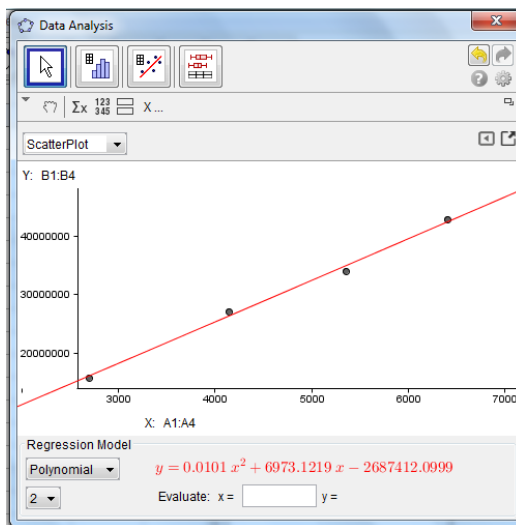 Data Analysis
Σx 123 345 X ...
ScatterPlot
Y: B1:B4
40000000
30000000
20000000
3000 4000 5000 6000 7000
X: A1:A4
Regression Model
Polynomial
y = 0.0101 x² + 6973.1219 x − 2687412.0999
2
Evaluate: x = y =